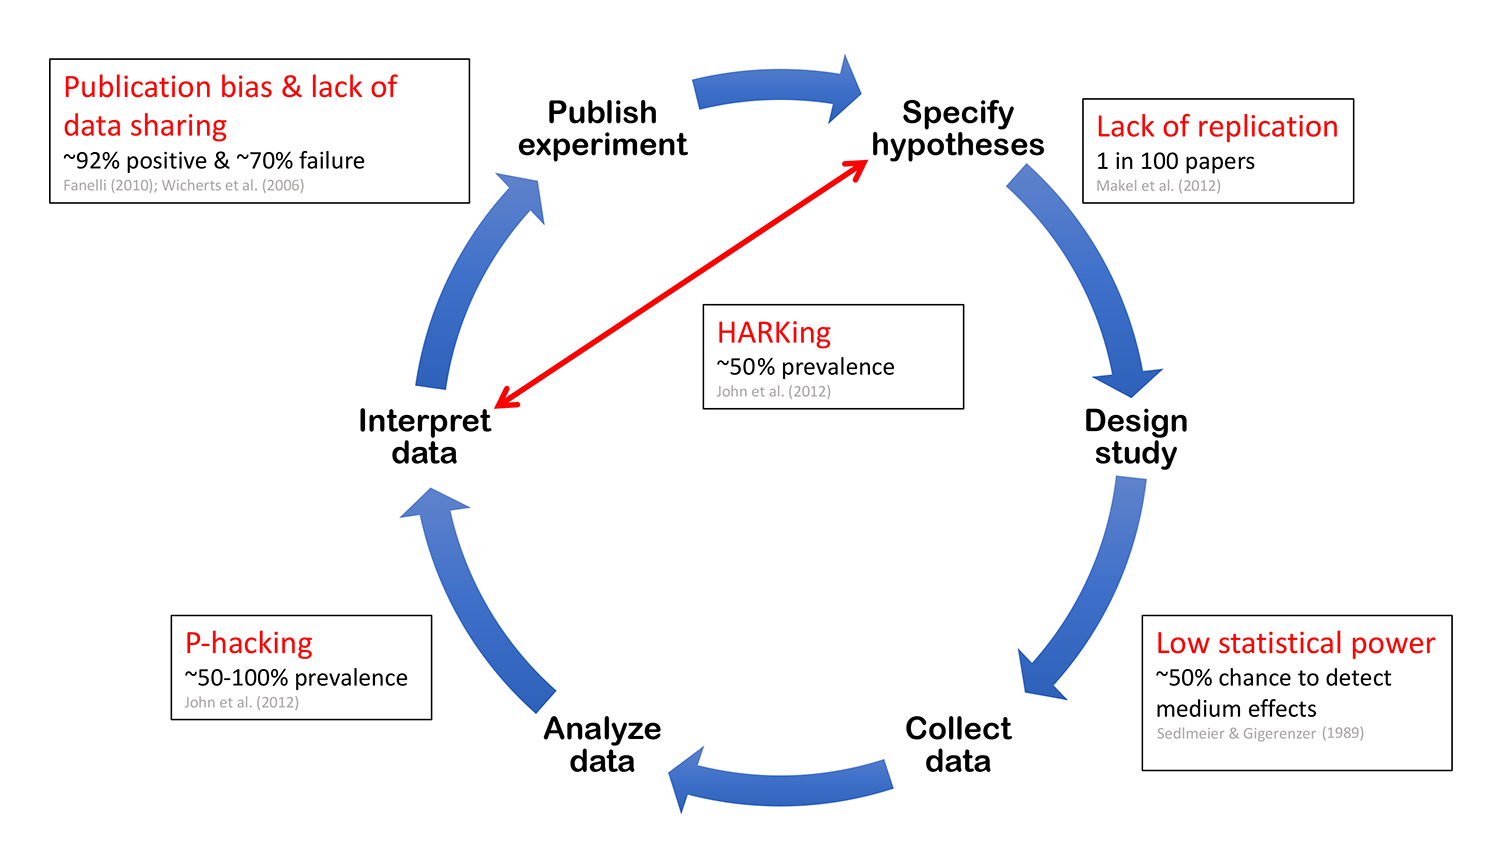 Publication bias & lack of
data sharing
~92% positive & ~70% failure
Fanelli (2010); Wicherts et al. (2006)
Publish
experiment
Specify
hypotheses
Lack of replication
1 in 100 papers
Makel et al. (2012)
HARKing
~50% prevalence
John et al. (2012)
Interpret
data
Design
study
P-hacking
~50-100% prevalence
John et al. (2012)
Low statistical power
~50% chance to detect
medium effects
Sedlmeier & Gigerenzer (1989)
Analyze
data
Collect
data